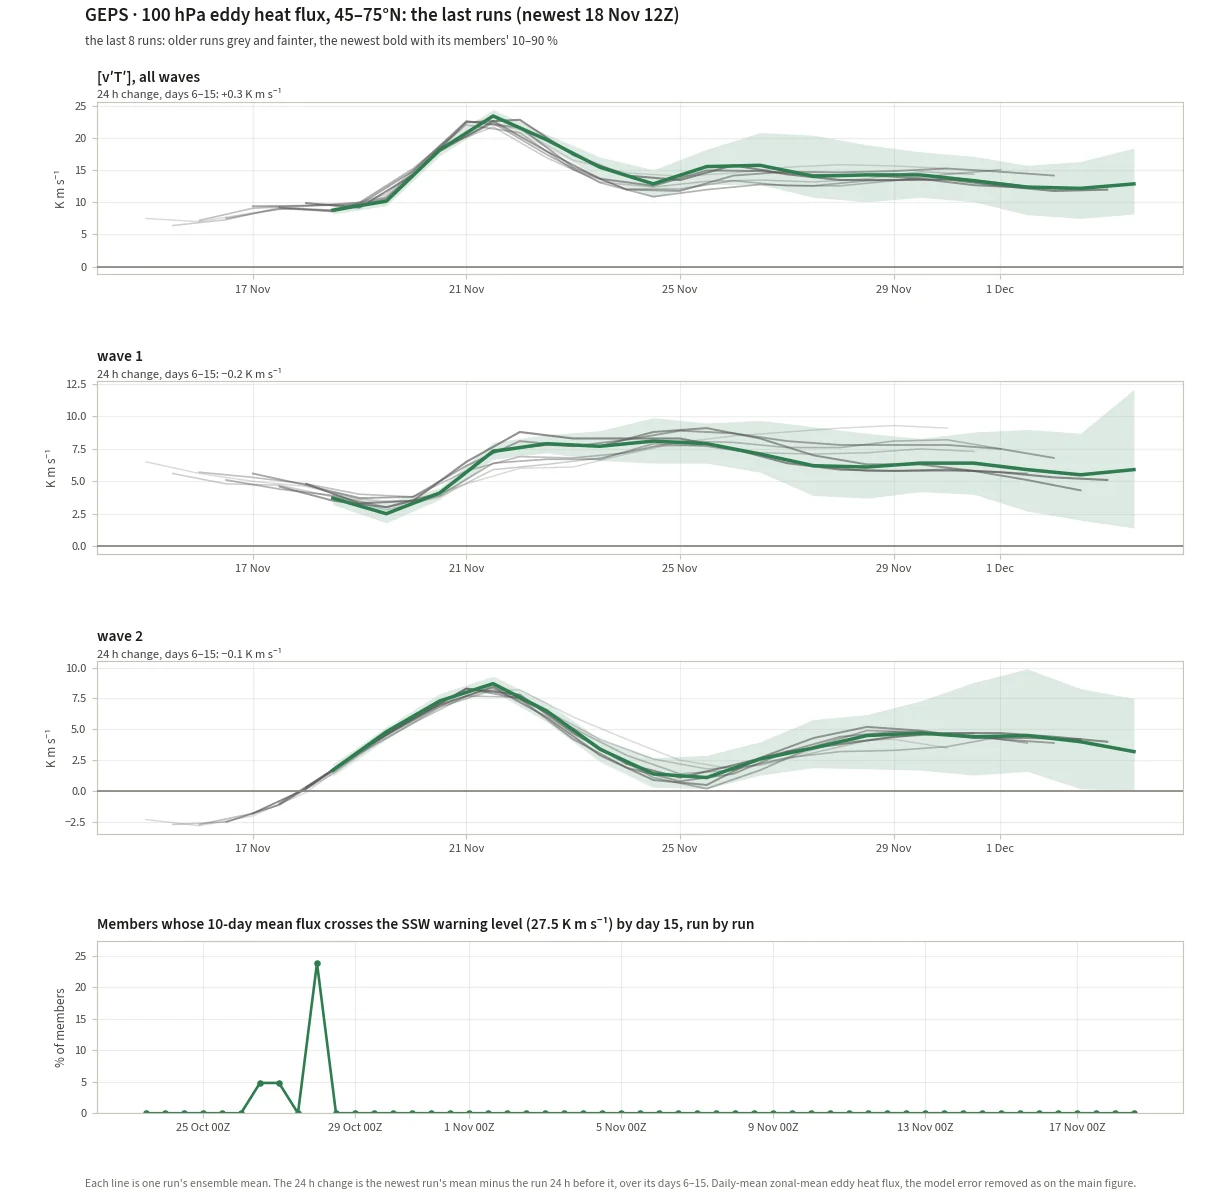 GEPS · 100 hPa eddy heat flux, 45–75°N: the last runs (newest 18 Nov 12Z)
the last 8 runs: older runs grey and fainter, the newest bold with its members' 10–90 %
[v′T′], all waves
24 h change, days 6–15: +0.3 K m s⁻¹
25
20
15
10
5
0
K m s⁻¹
17 Nov
21 Nov
25 Nov
29 Nov
1 Dec
wave 1
24 h change, days 6–15: −0.2 K m s⁻¹
12.5
10.0
7.5
5.0
2.5
0.0
K m s⁻¹
17 Nov
21 Nov
25 Nov
29 Nov
1 Dec
wave 2
24 h change, days 6–15: −0.1 K m s⁻¹
10.0
7.5
5.0
2.5
0.0
−2.5
K m s⁻¹
17 Nov
21 Nov
25 Nov
29 Nov
1 Dec
Members whose 10-day mean flux crosses the SSW warning level (27.5 K m s⁻¹) by day 15, run by run
25
20
15
10
5
0
% of members
25 Oct 00Z
29 Oct 00Z
1 Nov 00Z
5 Nov 00Z
9 Nov 00Z
13 Nov 00Z
17 Nov 00Z
Each line is one run's ensemble mean. The 24 h change is the newest run's mean minus the run 24 h before it, over its days 6–15. Daily-mean zonal-mean eddy heat flux, the model error removed as on the main figure.